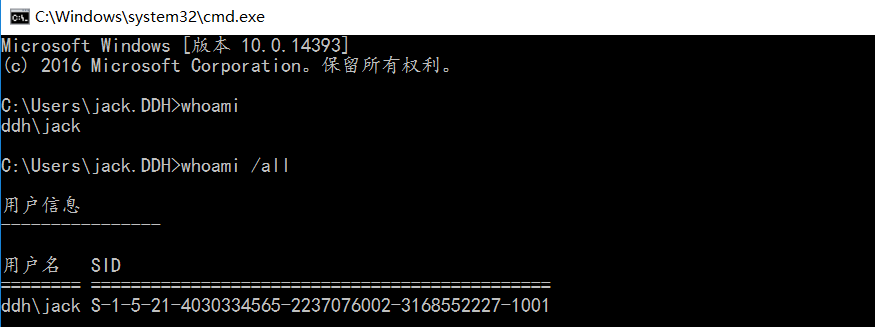 C:\Windows\system32\cmd.exe
Microsoft Windows [版本 10.0.14393]
(c) 2016 Microsoft Corporation。保留所有权利。
C:\Users\jack.DDH>whoami
ddh\jack
C:\Users\jack.DDH>whoami /all
用户信息
----------------
用户名   SID
======== ==============================================
ddh\jack S-1-5-21-4030334565-2237076002-3168552227-1001